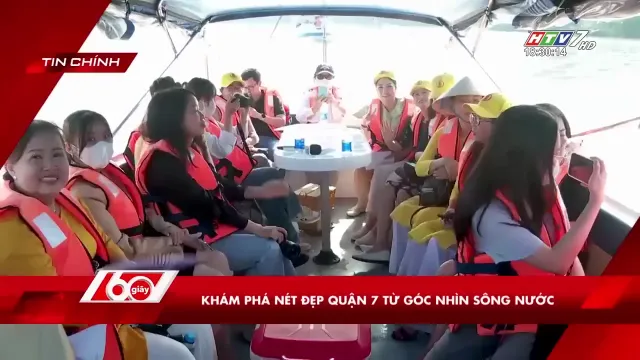 TIN CHÍNH
HTV7 HD
18:30:14
60 giây
KHÁM PHÁ NÉT ĐẸP QUẬN 7 TỪ GÓC NHÌN SÔNG NƯỚC